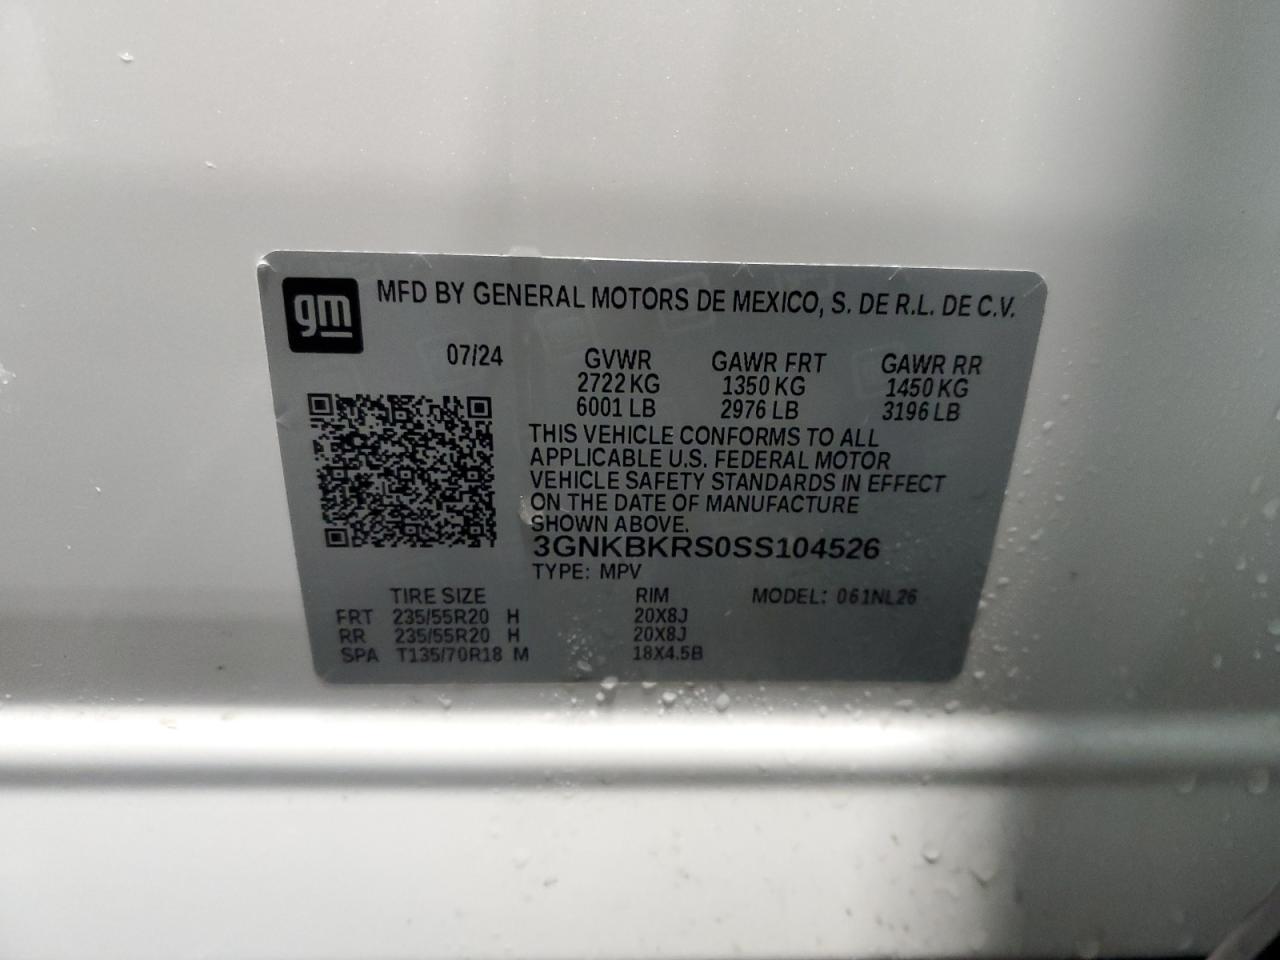 gm
MFD BY GENERAL MOTORS DE MEXICO, S. DE R.L. DE C.V.
07/24 GVWR GAWR FRT GAWR RR
2722 KG 1350 KG 1450 KG
6001 LB 2976 LB 3196 LB
THIS VEHICLE CONFORMS TO ALL
APPLICABLE U.S. FEDERAL MOTOR
VEHICLE SAFETY STANDARDS IN EFFECT
ON THE DATE OF MANUFACTURE
SHOWN ABOVE.
3GNKBKRS0SS104526
TYPE: MPV
TIRE SIZE RIM MODEL: 061NL26
FRT 235/55R20 H 20X8J
RR 235/55R20 H 20X8J
SPA T135/70R18 M 18X4.5B